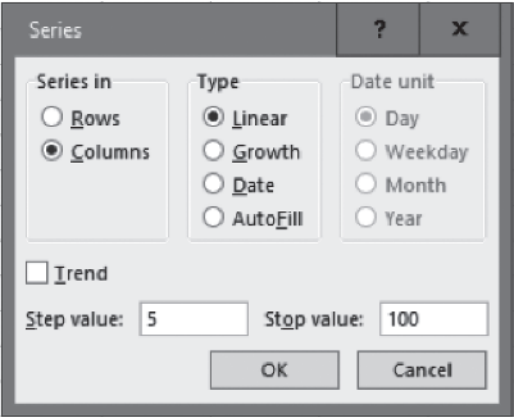 Series ? x
Series in
Rows
Columns
Type
Linear
Growth
Date
AutoFill
Date unit
Day
Weekday
Month
Year
Trend
Step value: 5 Stop value: 100
OK Cancel